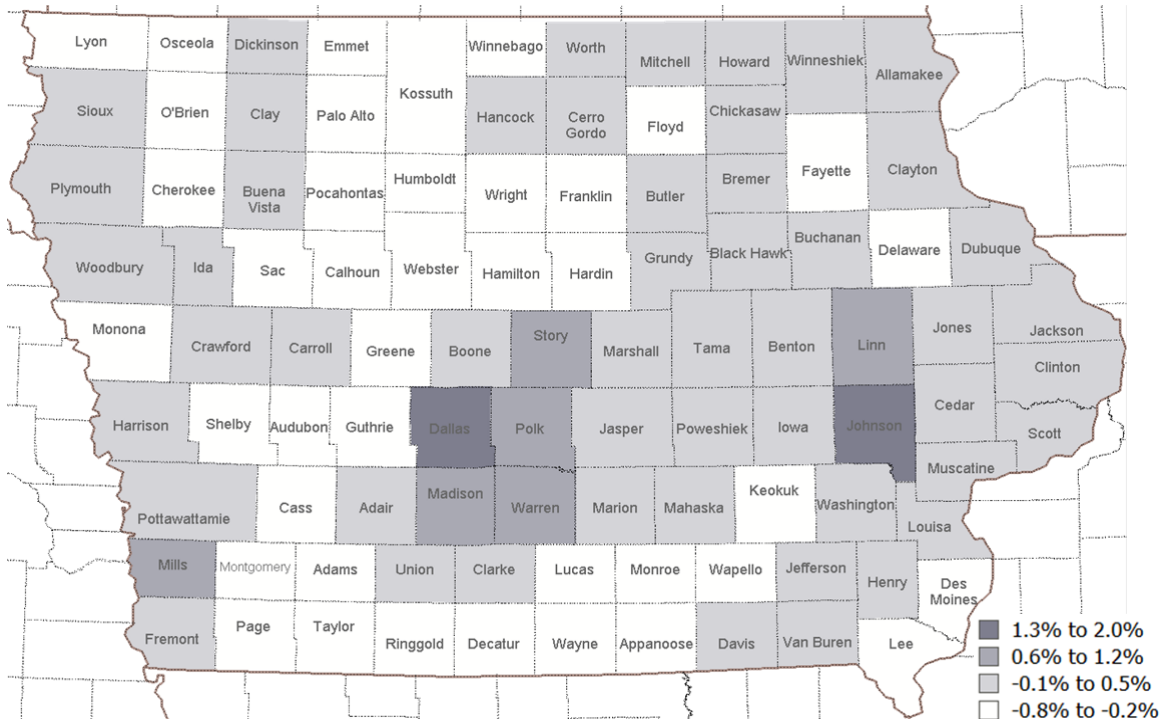 Lyon
Osceola
Dickinson
Emmet
Kossuth
Winnebago
Worth
Mitchell
Howard
Winneshiek
Allamakee
Sioux
O'Brien
Clay
Palo Alto
Hancock
Cerro
Gordo
Floyd
Chickasaw
Plymouth
Cherokee
Buena
Vista
Pocahontas
Humboldt
Wright
Franklin
Butler
Bremer
Fayette
Clayton
Woodbury
Ida
Sac
Calhoun
Webster
Hamilton
Hardin
Grundy
Black Hawk
Buchanan
Delaware
Dubuque
Monona
Crawford
Carroll
Greene
Boone
Story
Marshall
Tama
Benton
Linn
Jones
Jackson
Clinton
Harrison
Shelby
Audubon
Guthrie
Dallas
Polk
Jasper
Poweshiek
Iowa
Johnson
Cedar
Scott
Muscatine
Pottawattamie
Cass
Adair
Madison
Warren
Marion
Mahaska
Keokuk
Washington
Louisa
Mills
Montgomery
Adams
Union
Clarke
Lucas
Monroe
Wapello
Jefferson
Henry
Des
Moines
Fremont
Page
Taylor
Ringgold
Decatur
Wayne
Appanoose
Davis
Van Buren
Lee
1.3% to 2.0%
0.6% to 1.2%
-0.1% to 0.5%
-0.8% to -0.2%